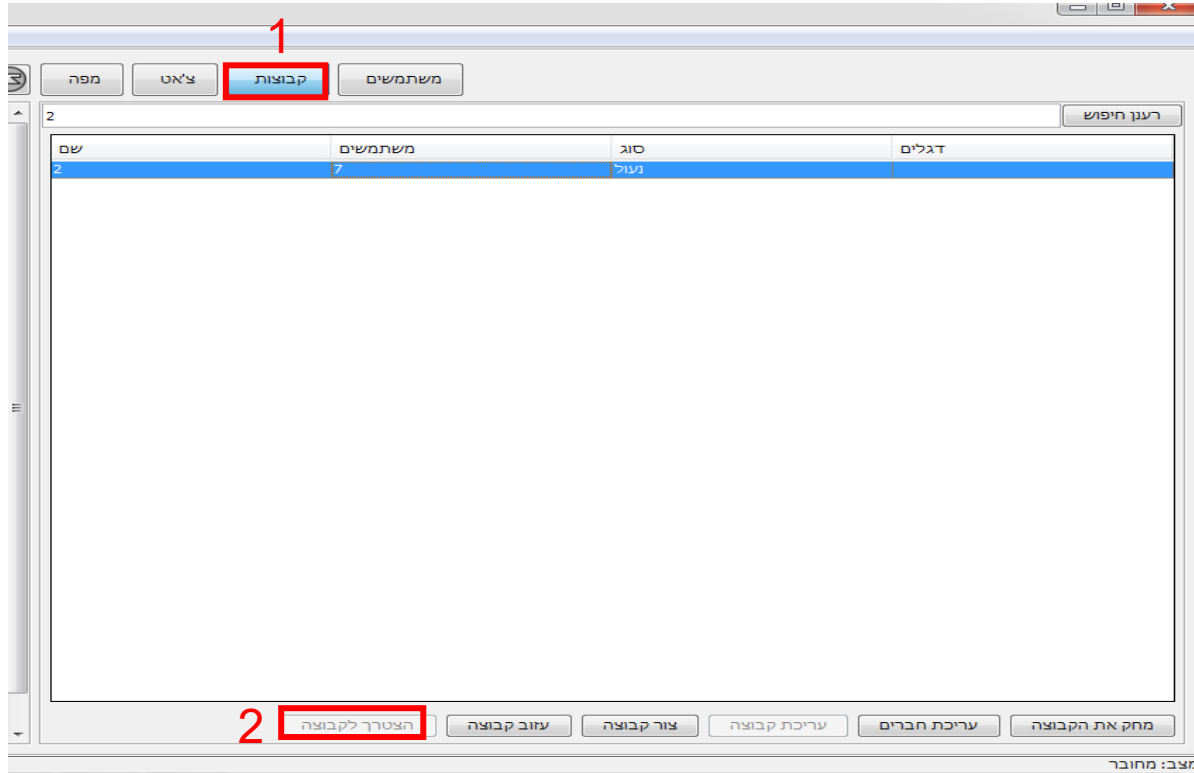 1
משתמשים קבוצות צ'אט מפה
2 רענן חיפוש
שם משתמשים סוג דגלים
2 7 נעול
2 הצטרך לקבוצה עזוב קבוצה צור קבוצה עריכת קבוצה עריכת חברים מחק את הקבוצה
מצב: מחובר